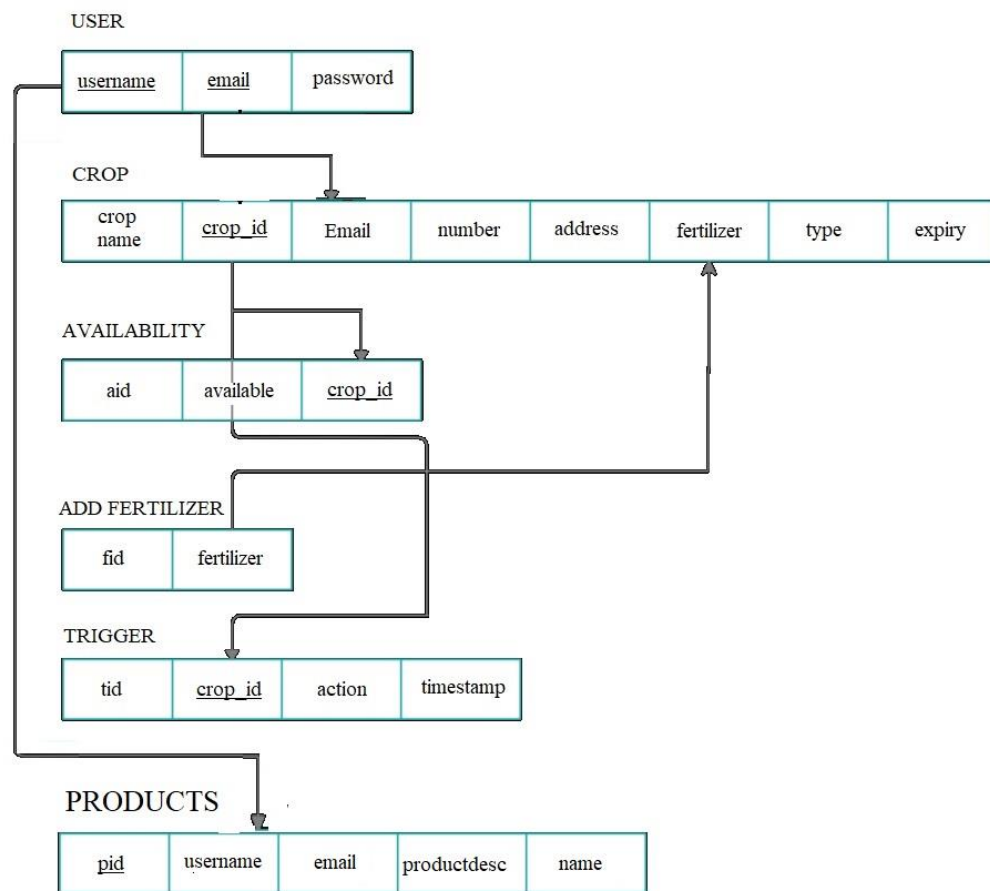 USER
username email password
CROP
crop name crop_id Email number address fertilizer type expiry
AVAILABILITY
aid available crop_id
ADD FERTILIZER
fid fertilizer
TRIGGER
tid crop_id action timestamp
PRODUCTS
pid username email productdesc name